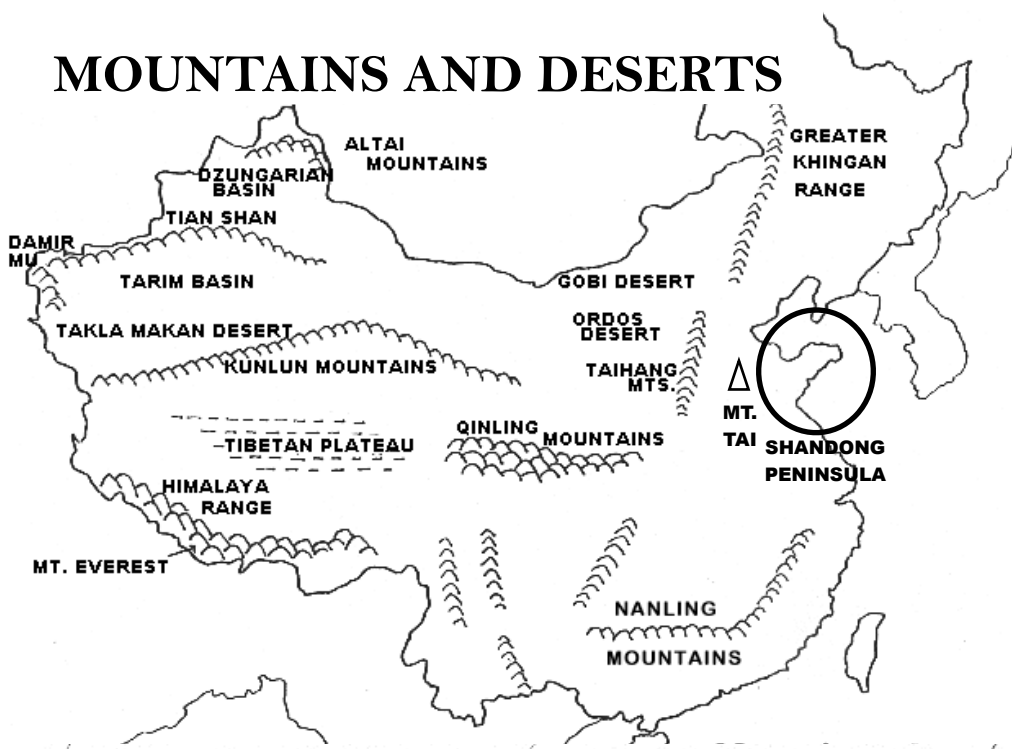 MOUNTAINS AND DESERTS
ALTAI
MOUNTAINS
GREATER
KHINGAN
RANGE
DZUNGARIAN
BASIN
TIAN SHAN
DAMIR
MU
TARIM BASIN
GOBI DESERT
TAKLA MAKAN DESERT
ORDOS
DESERT
KUNLUN MOUNTAINS
TAIHANG
MTS.
MT.
TAI
SHANDONG
PENINSULA
QINLING
MOUNTAINS
TIBETAN PLATEAU
HIMALAYA
RANGE
MT. EVEREST
NANLING
MOUNTAINS